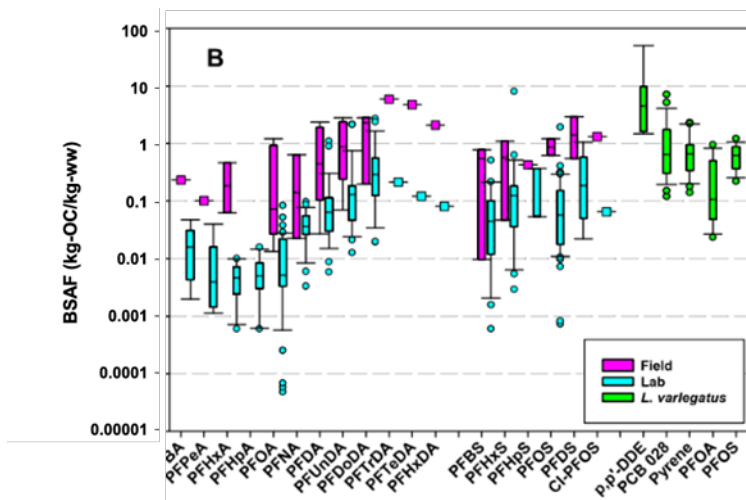 B
BSAF (kg-OC/kg-ww)
100
10
1
0.1
0.01
0.001
0.0001
0.00001
Field
Lab
L. variegatus
BA
PFPeA
PFHxA
PFHpA
PFOA
PFNA
PFDA
PFUnDA
PFDoDA
PFTrDA
PFTeDA
PFHxDA
PFBS
PFHxS
PFHpS
PFOS
PFDS
Cl-PFOS
p,p'-DDE
PCB 028
Pyrene
PFOA
PFOS